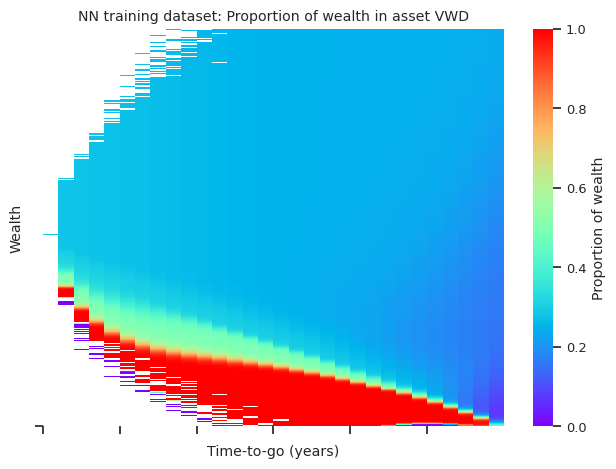 NN training dataset: Proportion of wealth in asset VWD
Wealth
Time-to-go (years)
1.0
0.8
0.6
0.4
0.2
0.0
Proportion of wealth